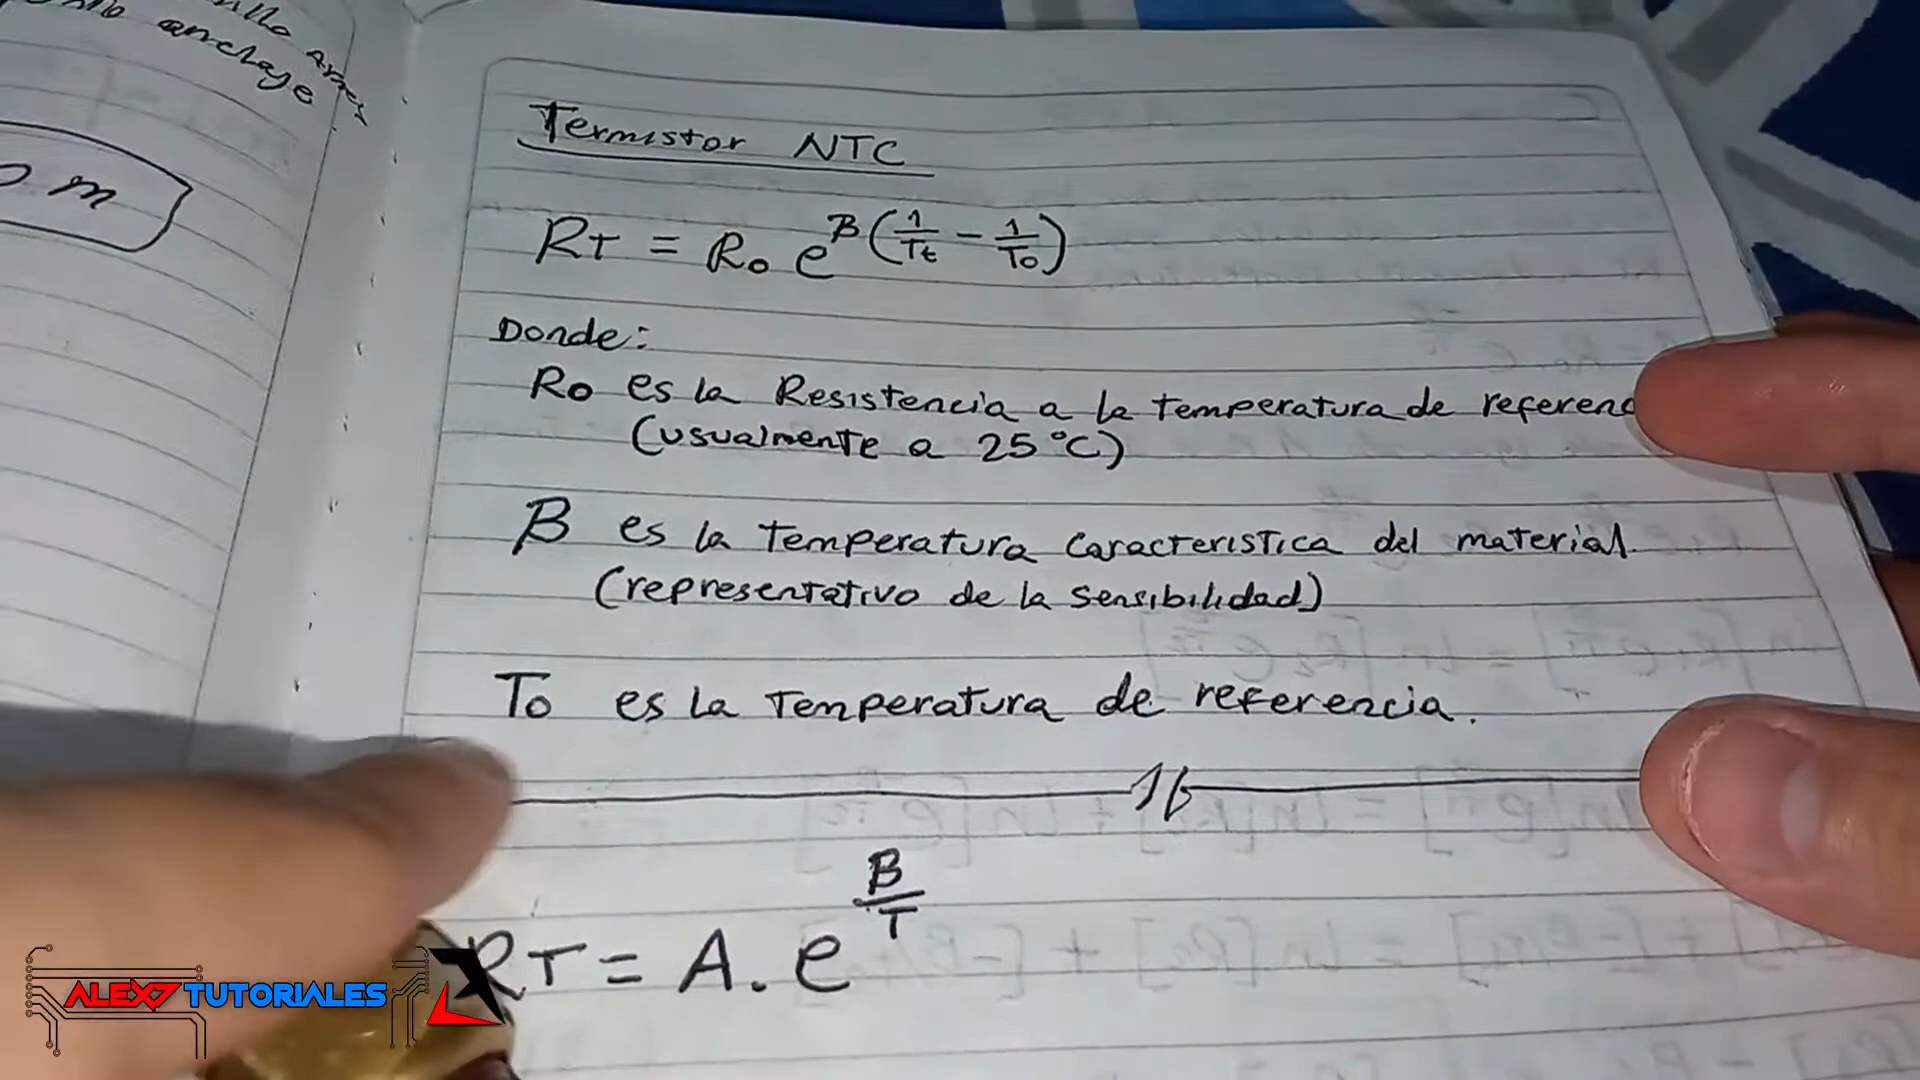 anclaje
m
Termistor NTC
RT = Ro e^B(1/Tt - 1/To)
Donde:
Ro es la Resistencia a la temperatura de referenc
(usualmente a 25°C)
B es la temperatura caracteristica del material.
(representativo de la sensibilidad)
To es la temperatura de referencia.
RT = A. e^B/T
ALEX7 TUTORIALES